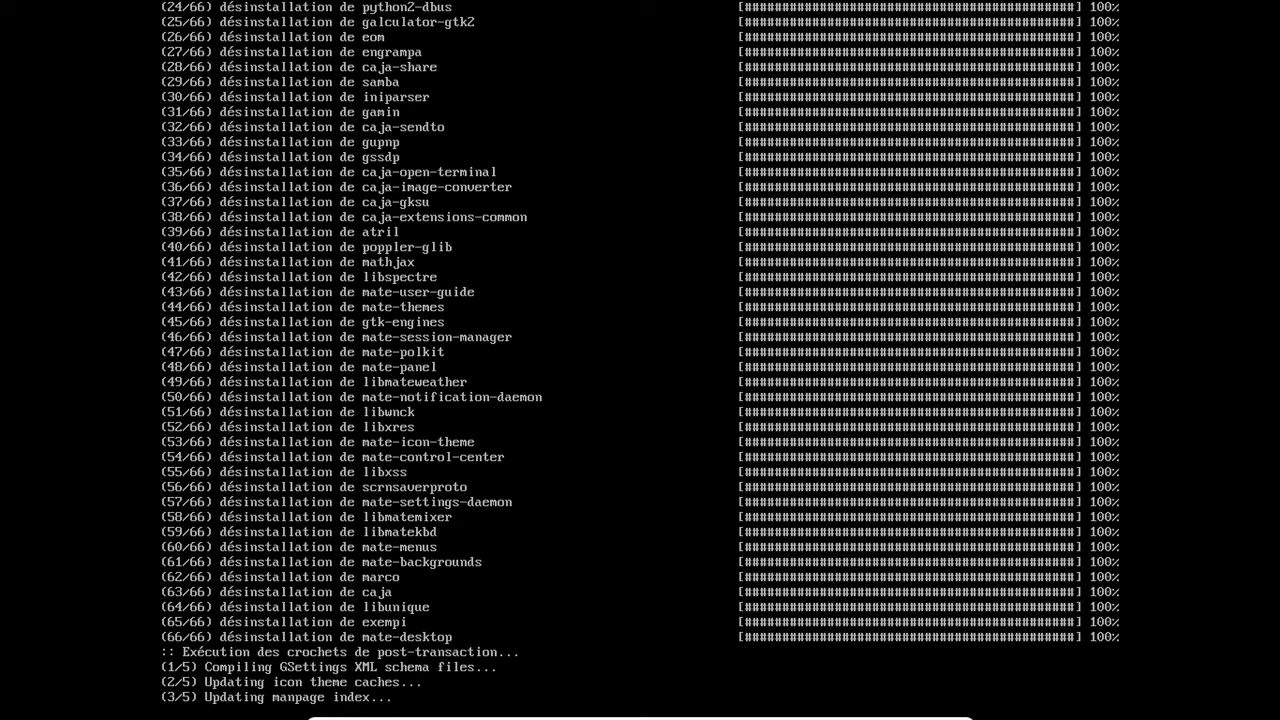 (24/66) désinstallation de python2-dbus [############################################] 100%
(25/66) désinstallation de galculator-gtk2 [############################################] 100%
(26/66) désinstallation de eom [############################################] 100%
(27/66) désinstallation de engrampa [############################################] 100%
(28/66) désinstallation de caja-share [############################################] 100%
(29/66) désinstallation de samba [############################################] 100%
(30/66) désinstallation de iniparser [############################################] 100%
(31/66) désinstallation de gamin [############################################] 100%
(32/66) désinstallation de caja-sendto [############################################] 100%
(33/66) désinstallation de gupnp [############################################] 100%
(34/66) désinstallation de gssdp [############################################] 100%
(35/66) désinstallation de caja-open-terminal [############################################] 100%
(36/66) désinstallation de caja-image-converter [############################################] 100%
(37/66) désinstallation de caja-gksu [############################################] 100%
(38/66) désinstallation de caja-extensions-common [############################################] 100%
(39/66) désinstallation de atril [############################################] 100%
(40/66) désinstallation de poppler-glib [############################################] 100%
(41/66) désinstallation de mathjax [############################################] 100%
(42/66) désinstallation de libspectre [############################################] 100%
(43/66) désinstallation de mate-user-guide [############################################] 100%
(44/66) désinstallation de mate-themes [############################################] 100%
(45/66) désinstallation de gtk-engines [############################################] 100%
(46/66) désinstallation de mate-session-manager [############################################] 100%
(47/66) désinstallation de mate-polkit [############################################] 100%
(48/66) désinstallation de mate-panel [############################################] 100%
(49/66) désinstallation de libmateweather [############################################] 100%
(50/66) désinstallation de mate-notification-daemon [############################################] 100%
(51/66) désinstallation de libwnck [############################################] 100%
(52/66) désinstallation de libxres [############################################] 100%
(53/66) désinstallation de mate-icon-theme [############################################] 100%
(54/66) désinstallation de mate-control-center [############################################] 100%
(55/66) désinstallation de libxss [############################################] 100%
(56/66) désinstallation de scrnsaverproto [############################################] 100%
(57/66) désinstallation de mate-settings-daemon [############################################] 100%
(58/66) désinstallation de libmatemixer [############################################] 100%
(59/66) désinstallation de libmatekbd [############################################] 100%
(60/66) désinstallation de mate-menus [############################################] 100%
(61/66) désinstallation de mate-backgrounds [############################################] 100%
(62/66) désinstallation de marco [############################################] 100%
(63/66) désinstallation de caja [############################################] 100%
(64/66) désinstallation de libunique [############################################] 100%
(65/66) désinstallation de exempi [############################################] 100%
(66/66) désinstallation de mate-desktop [############################################] 100%
:: Exécution des crochets de post-transaction...
(1/5) Compiling GSettings XML schema files...
(2/5) Updating icon theme caches...
(3/5) Updating manpage index...